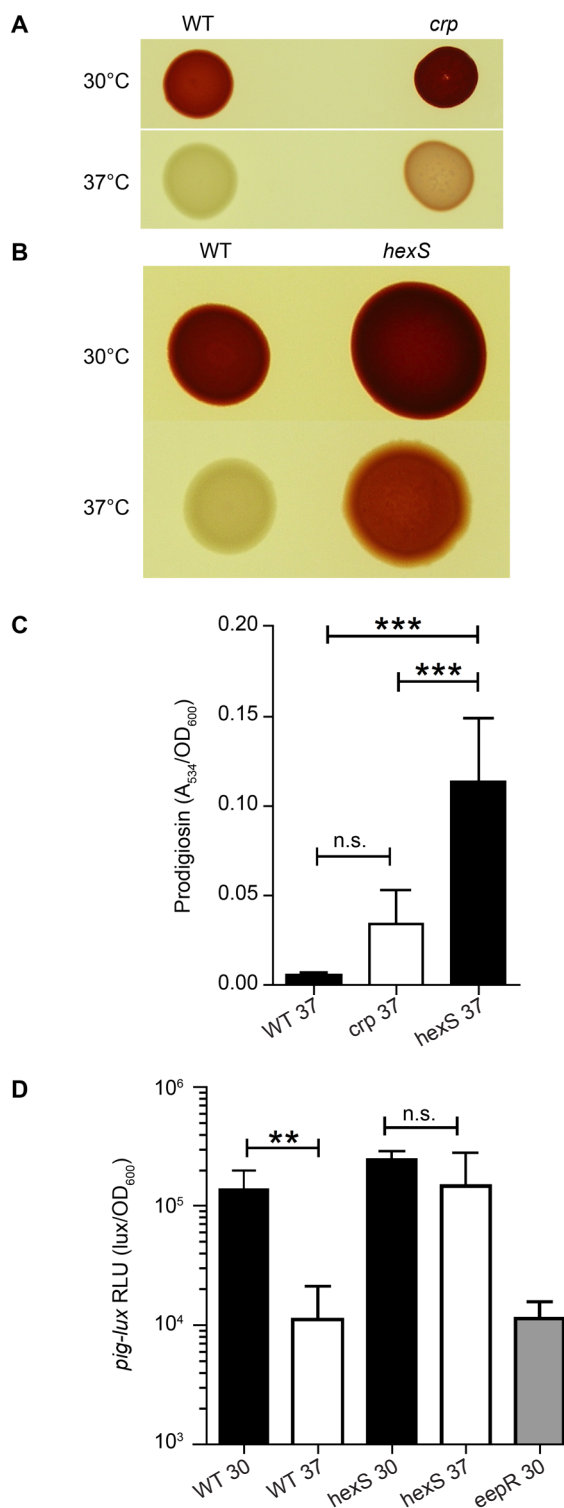 A
WT crp
30°C
37°C
B
WT hexS
30°C
37°C
C
Prodigiosin (A534/OD600)
0.20
0.15
0.10
0.05
0.00
***
***
n.s.
WT 37
crp 37
hexS 37
D
pig-lux RLU (lux/OD600)
10⁶
10⁵
10⁴
10³
**
n.s.
WT 30
WT 37
hexS 30
hexS 37
eepR 30